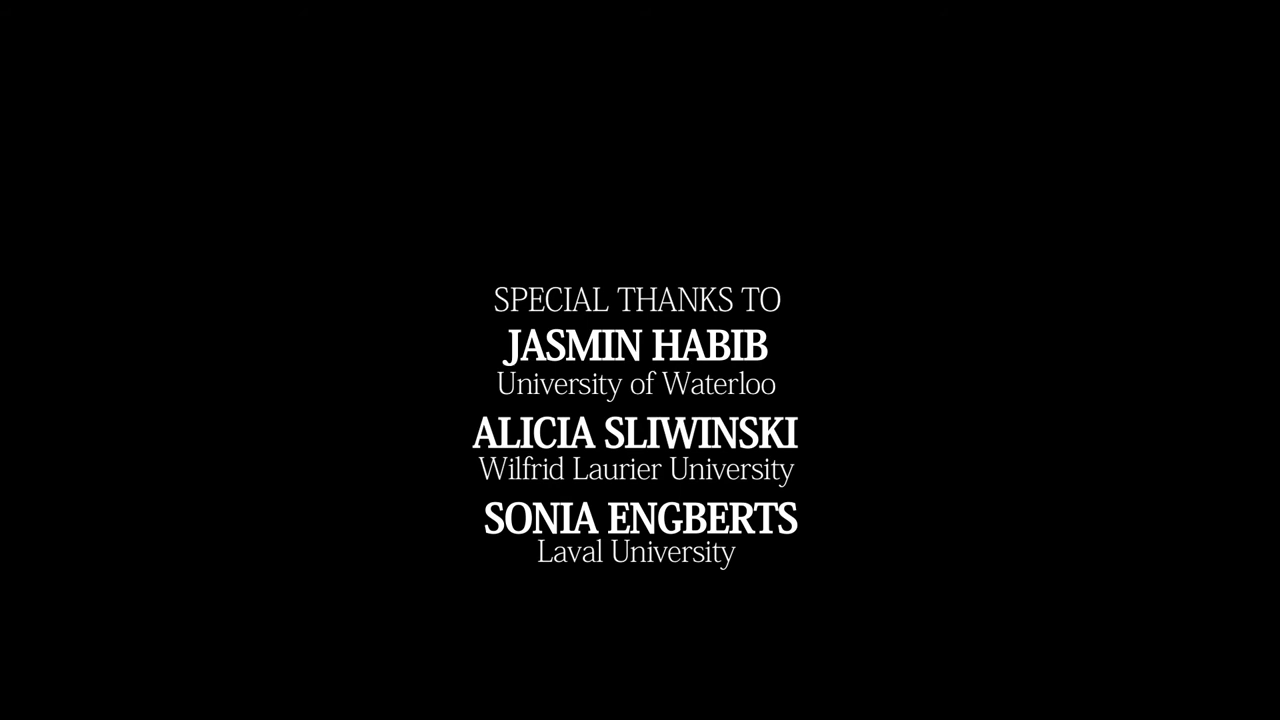 SPECIAL THANKS TO
JASMIN HABIB
University of Waterloo
ALICIA SLIWINSKI
Wilfrid Laurier University
SONIA ENGBERTS
Laval University